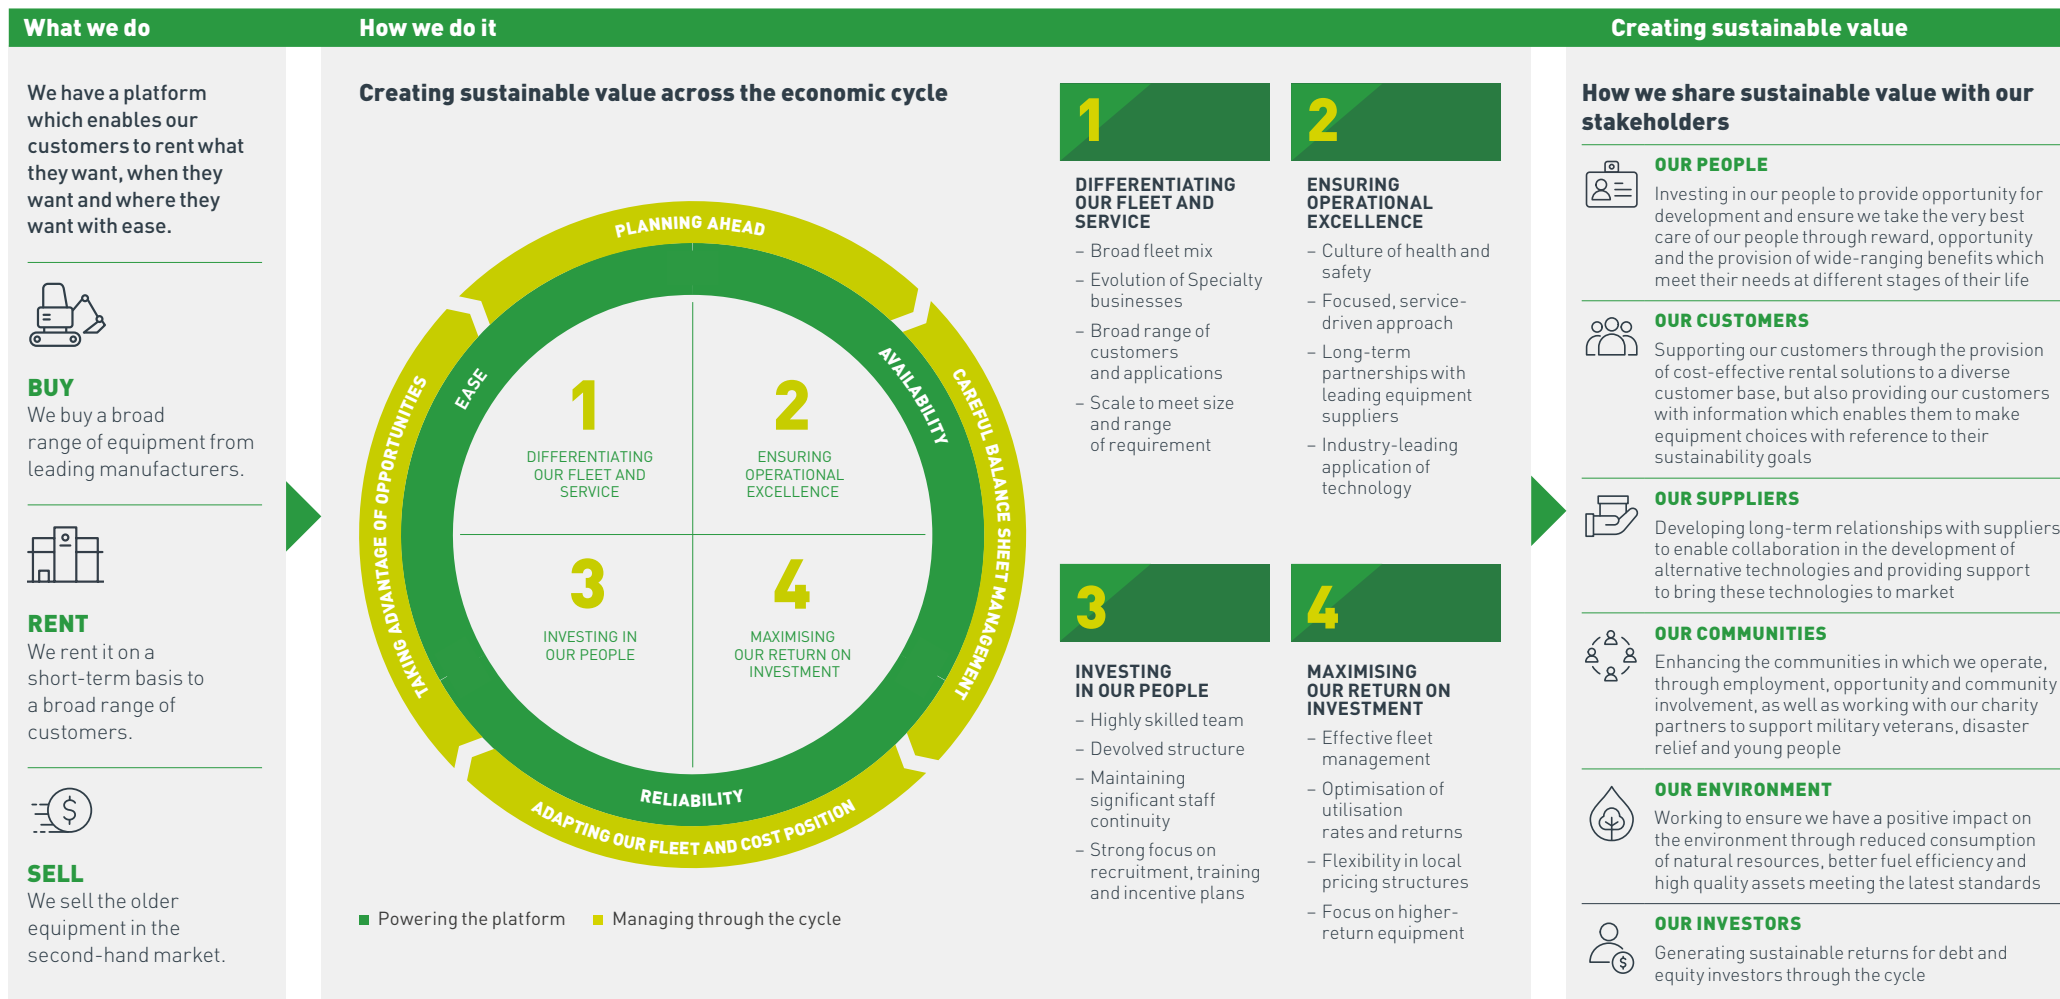 What we do
How we do it
Creating sustainable value
We have a platform
which enables our
customers to rent what
they want, when they
want and where they
want with ease.
BUY
We buy a broad
range of equipment from
leading manufacturers.
RENT
We rent it on a
short-term basis to
a broad range of
customers.
SELL
We sell the older
equipment in the
second-hand market.
Creating sustainable value across the economic cycle
PLANNING AHEAD
CAREFUL BALANCE SHEET MANAGEMENT
ADAPTING OUR FLEET AND COST POSITION
TAKING ADVANTAGE OF OPPORTUNITIES
EASE
AVAILABILITY
RELIABILITY
1
DIFFERENTIATING
OUR FLEET AND
SERVICE
2
ENSURING
OPERATIONAL
EXCELLENCE
3
INVESTING IN
OUR PEOPLE
4
MAXIMISING
OUR RETURN ON
INVESTMENT
Powering the platform
Managing through the cycle
1
DIFFERENTIATING
OUR FLEET AND
SERVICE
– Broad fleet mix
– Evolution of Specialty
businesses
– Broad range of
customers
and applications
– Scale to meet size
and range
of requirement
2
ENSURING
OPERATIONAL
EXCELLENCE
– Culture of health and
safety
– Focused, service-
driven approach
– Long-term
partnerships with
leading equipment
suppliers
– Industry-leading
application of
technology
3
INVESTING
IN OUR PEOPLE
– Highly skilled team
– Devolved structure
– Maintaining
significant staff
continuity
– Strong focus on
recruitment, training
and incentive plans
4
MAXIMISING
OUR RETURN ON
INVESTMENT
– Effective fleet
management
– Optimisation of
utilisation
rates and returns
– Flexibility in local
pricing structures
– Focus on higher-
return equipment
How we share sustainable value with our
stakeholders
OUR PEOPLE
Investing in our people to provide opportunity for
development and ensure we take the very best
care of our people through reward, opportunity
and the provision of wide-ranging benefits which
meet their needs at different stages of their life
OUR CUSTOMERS
Supporting our customers through the provision
of cost-effective rental solutions to a diverse
customer base, but also providing our customers
with information which enables them to make
equipment choices with reference to their
sustainability goals
OUR SUPPLIERS
Developing long-term relationships with suppliers
to enable collaboration in the development of
alternative technologies and providing support
to bring these technologies to market
OUR COMMUNITIES
Enhancing the communities in which we operate,
through employment, opportunity and community
involvement, as well as working with our charity
partners to support military veterans, disaster
relief and young people
OUR ENVIRONMENT
Working to ensure we have a positive impact on
the environment through reduced consumption
of natural resources, better fuel efficiency and
high quality assets meeting the latest standards
OUR INVESTORS
Generating sustainable returns for debt and
equity investors through the cycle